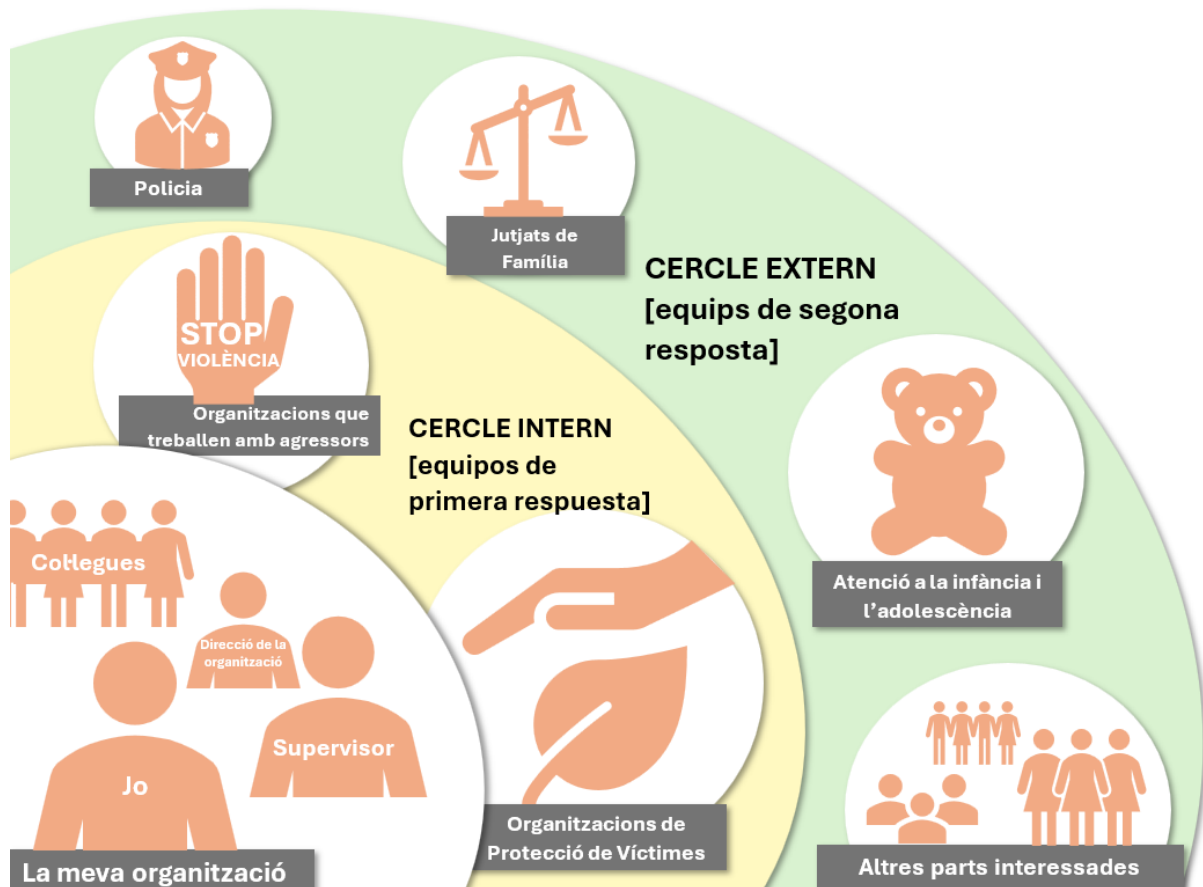 Policia
Jutjats de
Família
CERCLE EXTERN
[equips de segona
resposta]
STOP
VIOLÈNCIA
Organitzacions que
treballen amb agressors
CERCLE INTERN
[equipos de
primera respuesta]
Atenció a la infància i
l’adolescència
Col·legues
Direcció de la
organització
Supervisor
Jo
La meva organització
Organitzacions de
Protecció de Víctimes
Altres parts interessades